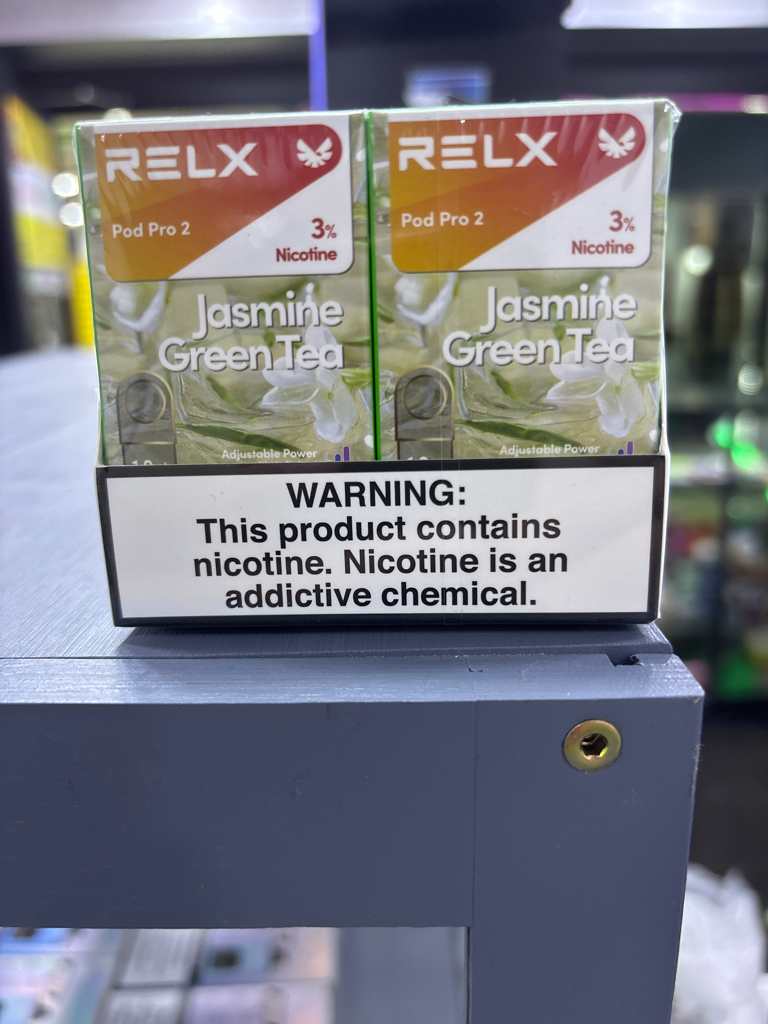 RELX
Pod Pro 2
3%
Nicotine
Jasmine
Green Tea
Adjustable Power
RELX
Pod Pro 2
3%
Nicotine
Jasmine
Green Tea
Adjustable Power
WARNING:
This product contains
nicotine. Nicotine is an
addictive chemical.